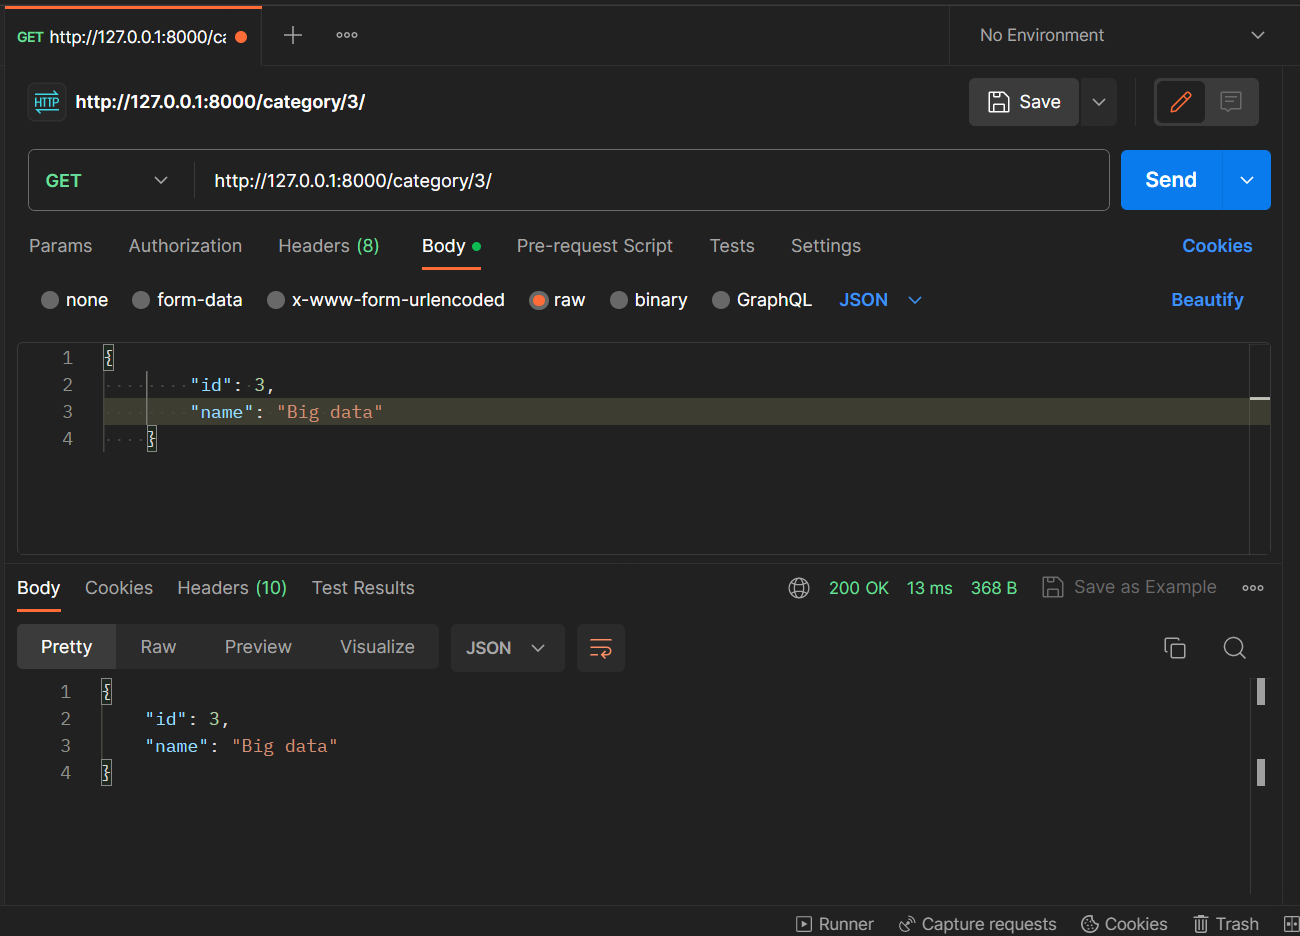 GET http://127.0.0.1:8000/ca
No Environment
HTTP http://127.0.0.1:8000/category/3/
Save
GET http://127.0.0.1:8000/category/3/
Send
Params Authorization Headers (8) Body Pre-request Script Tests Settings Cookies
none form-data x-www-form-urlencoded raw binary GraphQL JSON Beautify
1 {
2 "id": 3,
3 "name": "Big data"
4 }
Body Cookies Headers (10) Test Results 200 OK 13 ms 368 B Save as Example
Pretty Raw Preview Visualize JSON
1 {
2 "id": 3,
3 "name": "Big data"
4 }
Runner Capture requests Cookies Trash